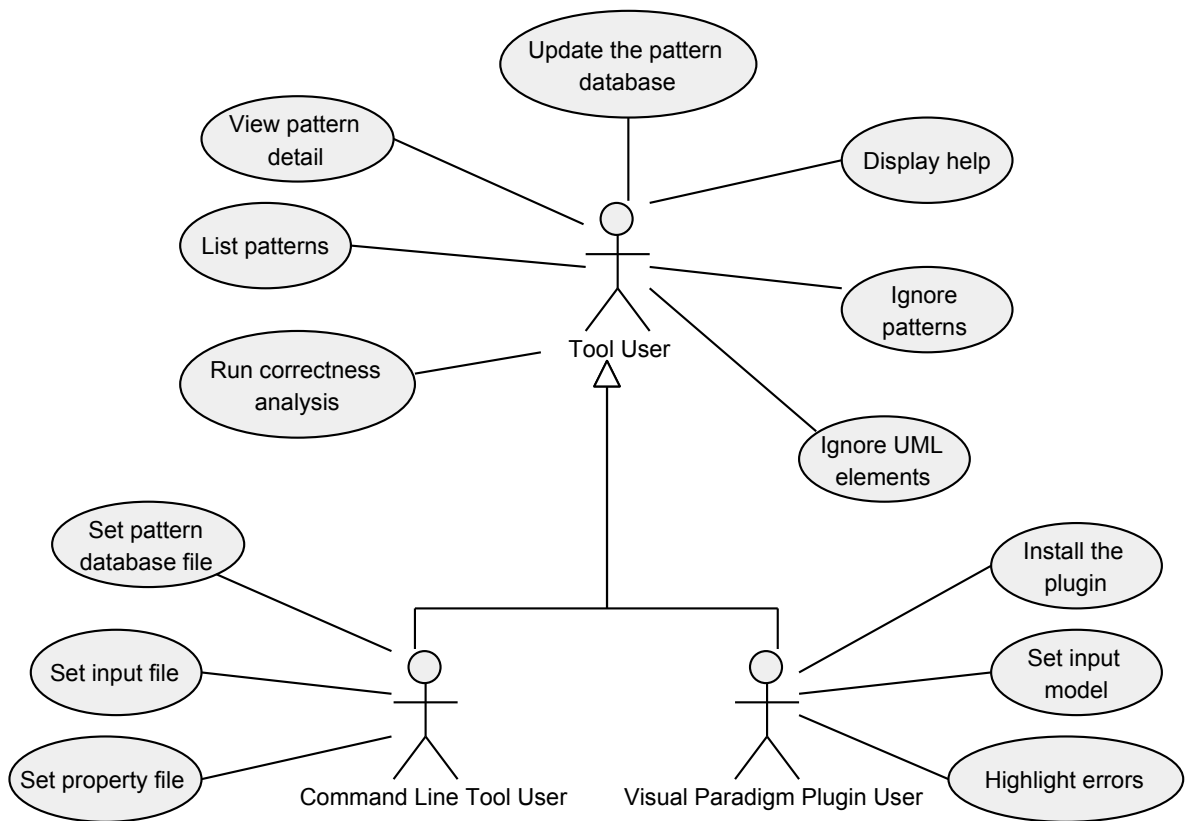 Update the pattern
database
View pattern
detail
Display help
List patterns
Ignore
patterns
Tool User
Run correctness
analysis
Ignore UML
elements
Set pattern
database file
Install the
plugin
Set input file
Set input
model
Set property file
Highlight errors
Command Line Tool User
Visual Paradigm Plugin User